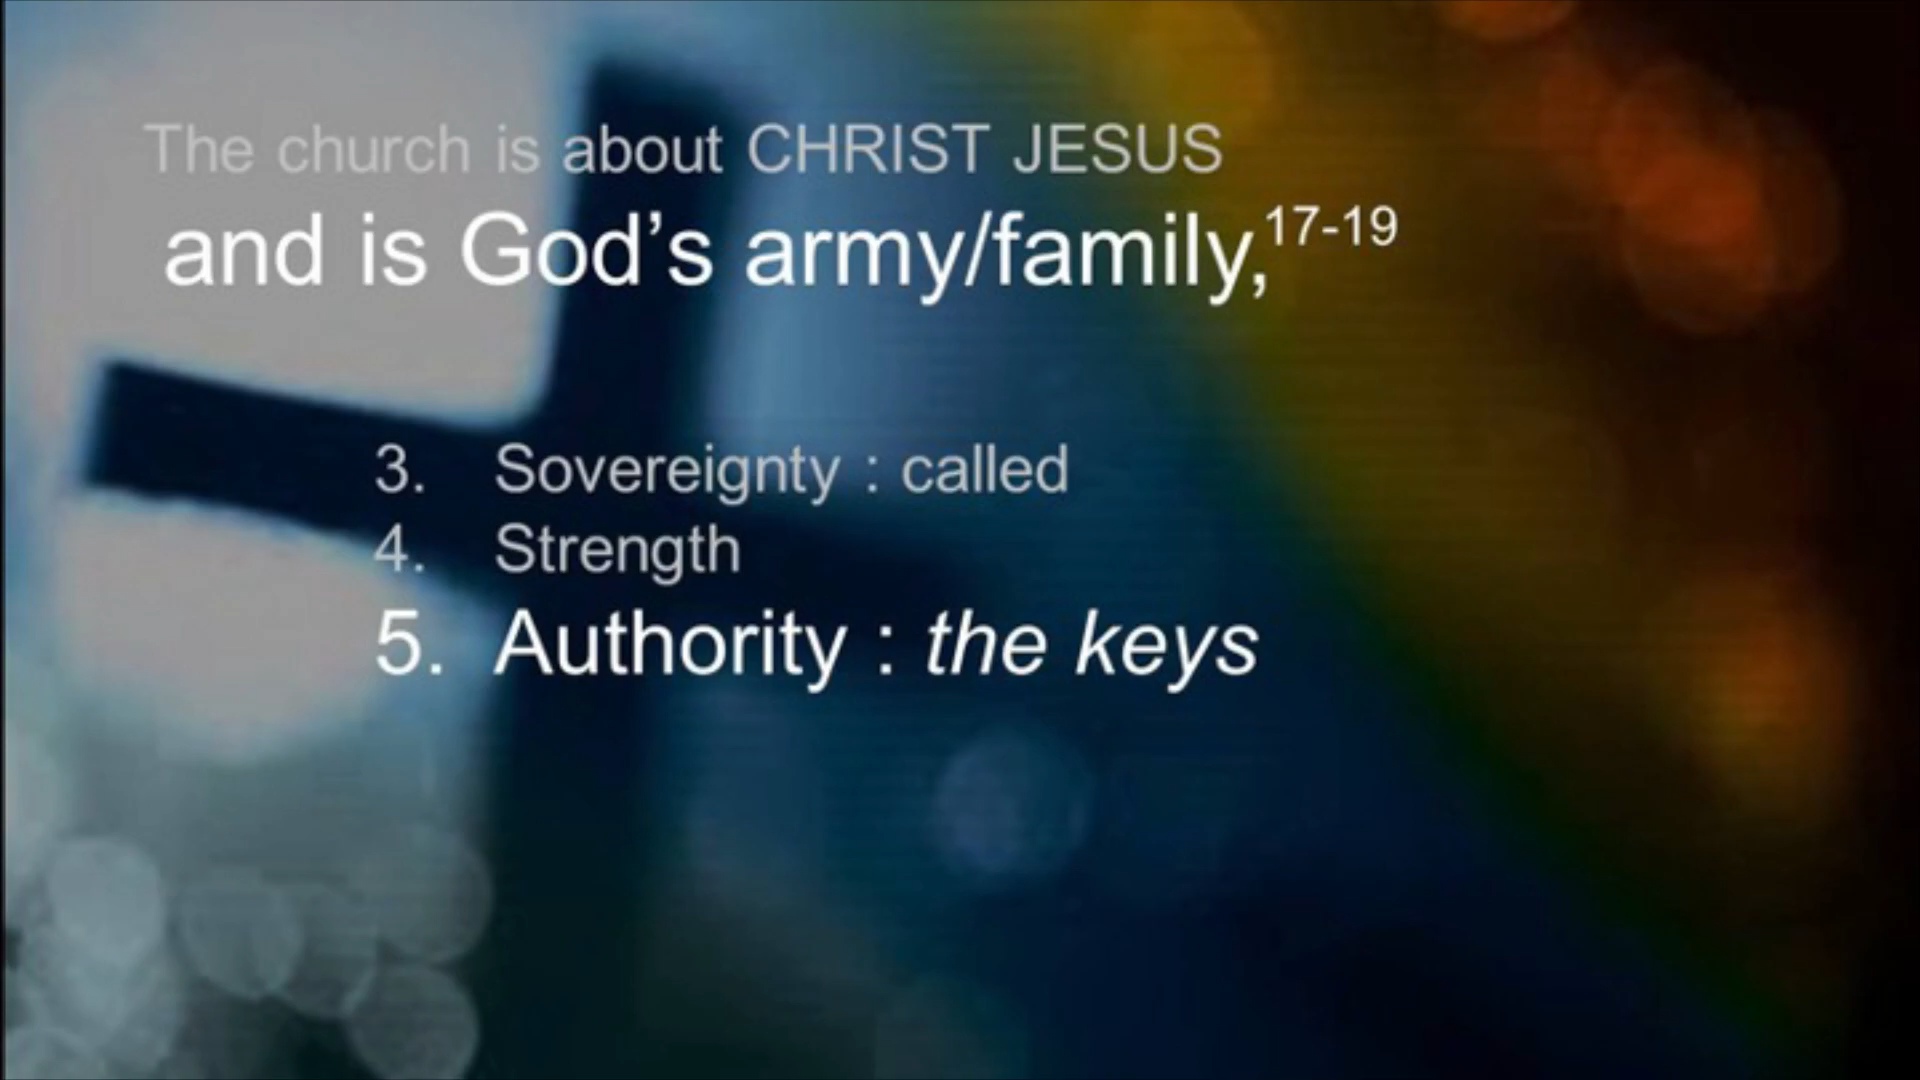 The church is about CHRIST JESUS
and is God’s army/family,17-19
3. Sovereignty : called
4. Strength
5. Authority : the keys